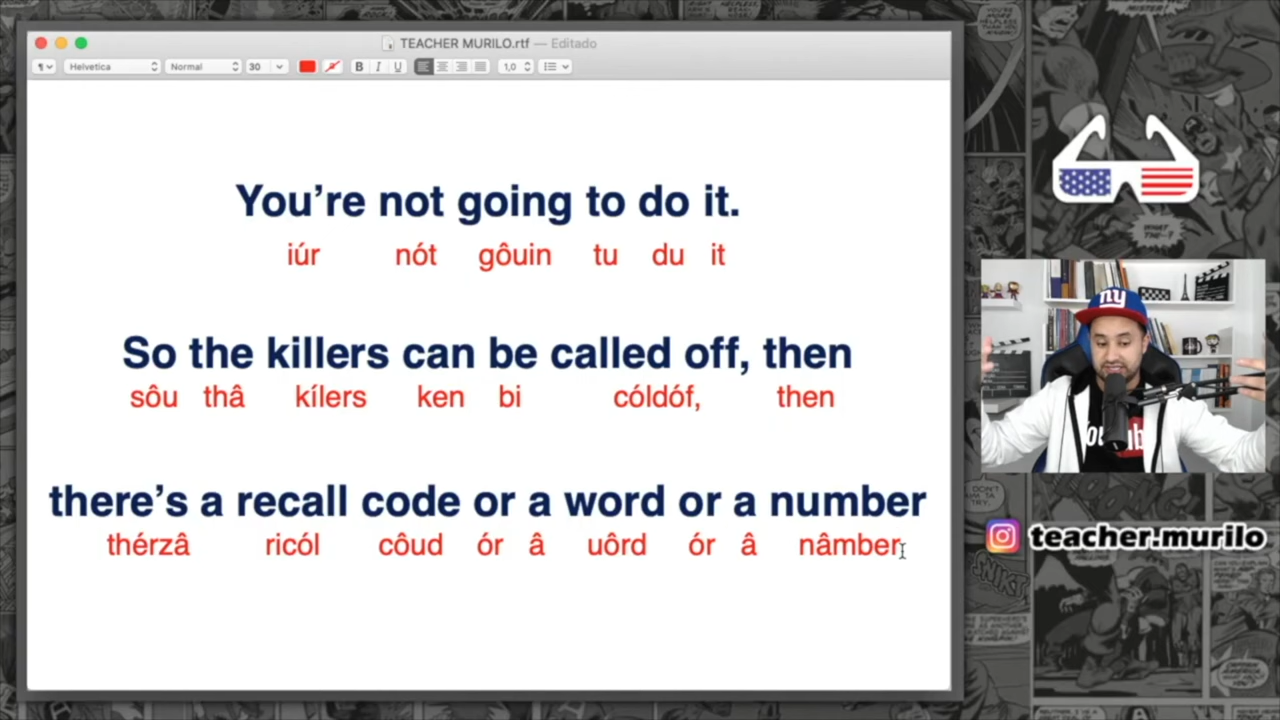 TEACHER MURILO.rtf — Editado
Helvetica Normal 30 B I U 1,0
You're not going to do it.
iúr nót gôuin tu du it
So the killers can be called off, then
sôu thâ kílers ken bi cóldóf, then
there's a recall code or a word or a number
thérzâ ricól côud ór â uôrd ór â nâmber
ny
teacher.murilo
SNIKT